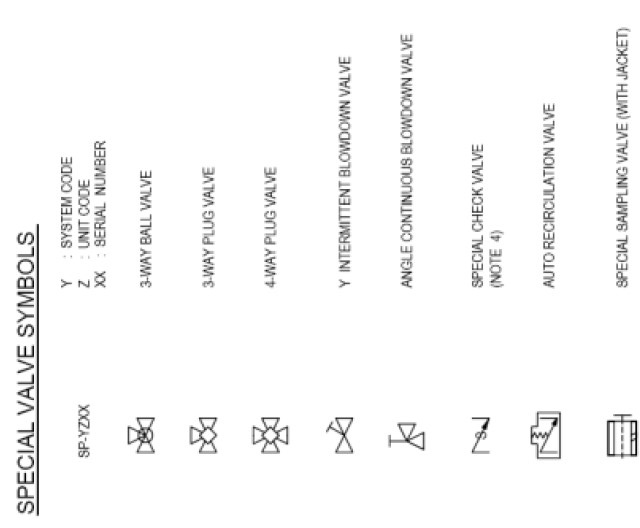 SPECIAL VALVE SYMBOLS
SP-YZXX
Y : SYSTEM CODE
Z : UNIT CODE
XX : SERIAL NUMBER
3-WAY BALL VALVE
3-WAY PLUG VALVE
4-WAY PLUG VALVE
Y INTERMITTENT BLOWDOWN VALVE
ANGLE CONTINUOUS BLOWDOWN VALVE
S
SPECIAL CHECK VALVE
(NOTE 4)
AUTO RECIRCULATION VALVE
SPECIAL SAMPLING VALVE (WITH JACKET)